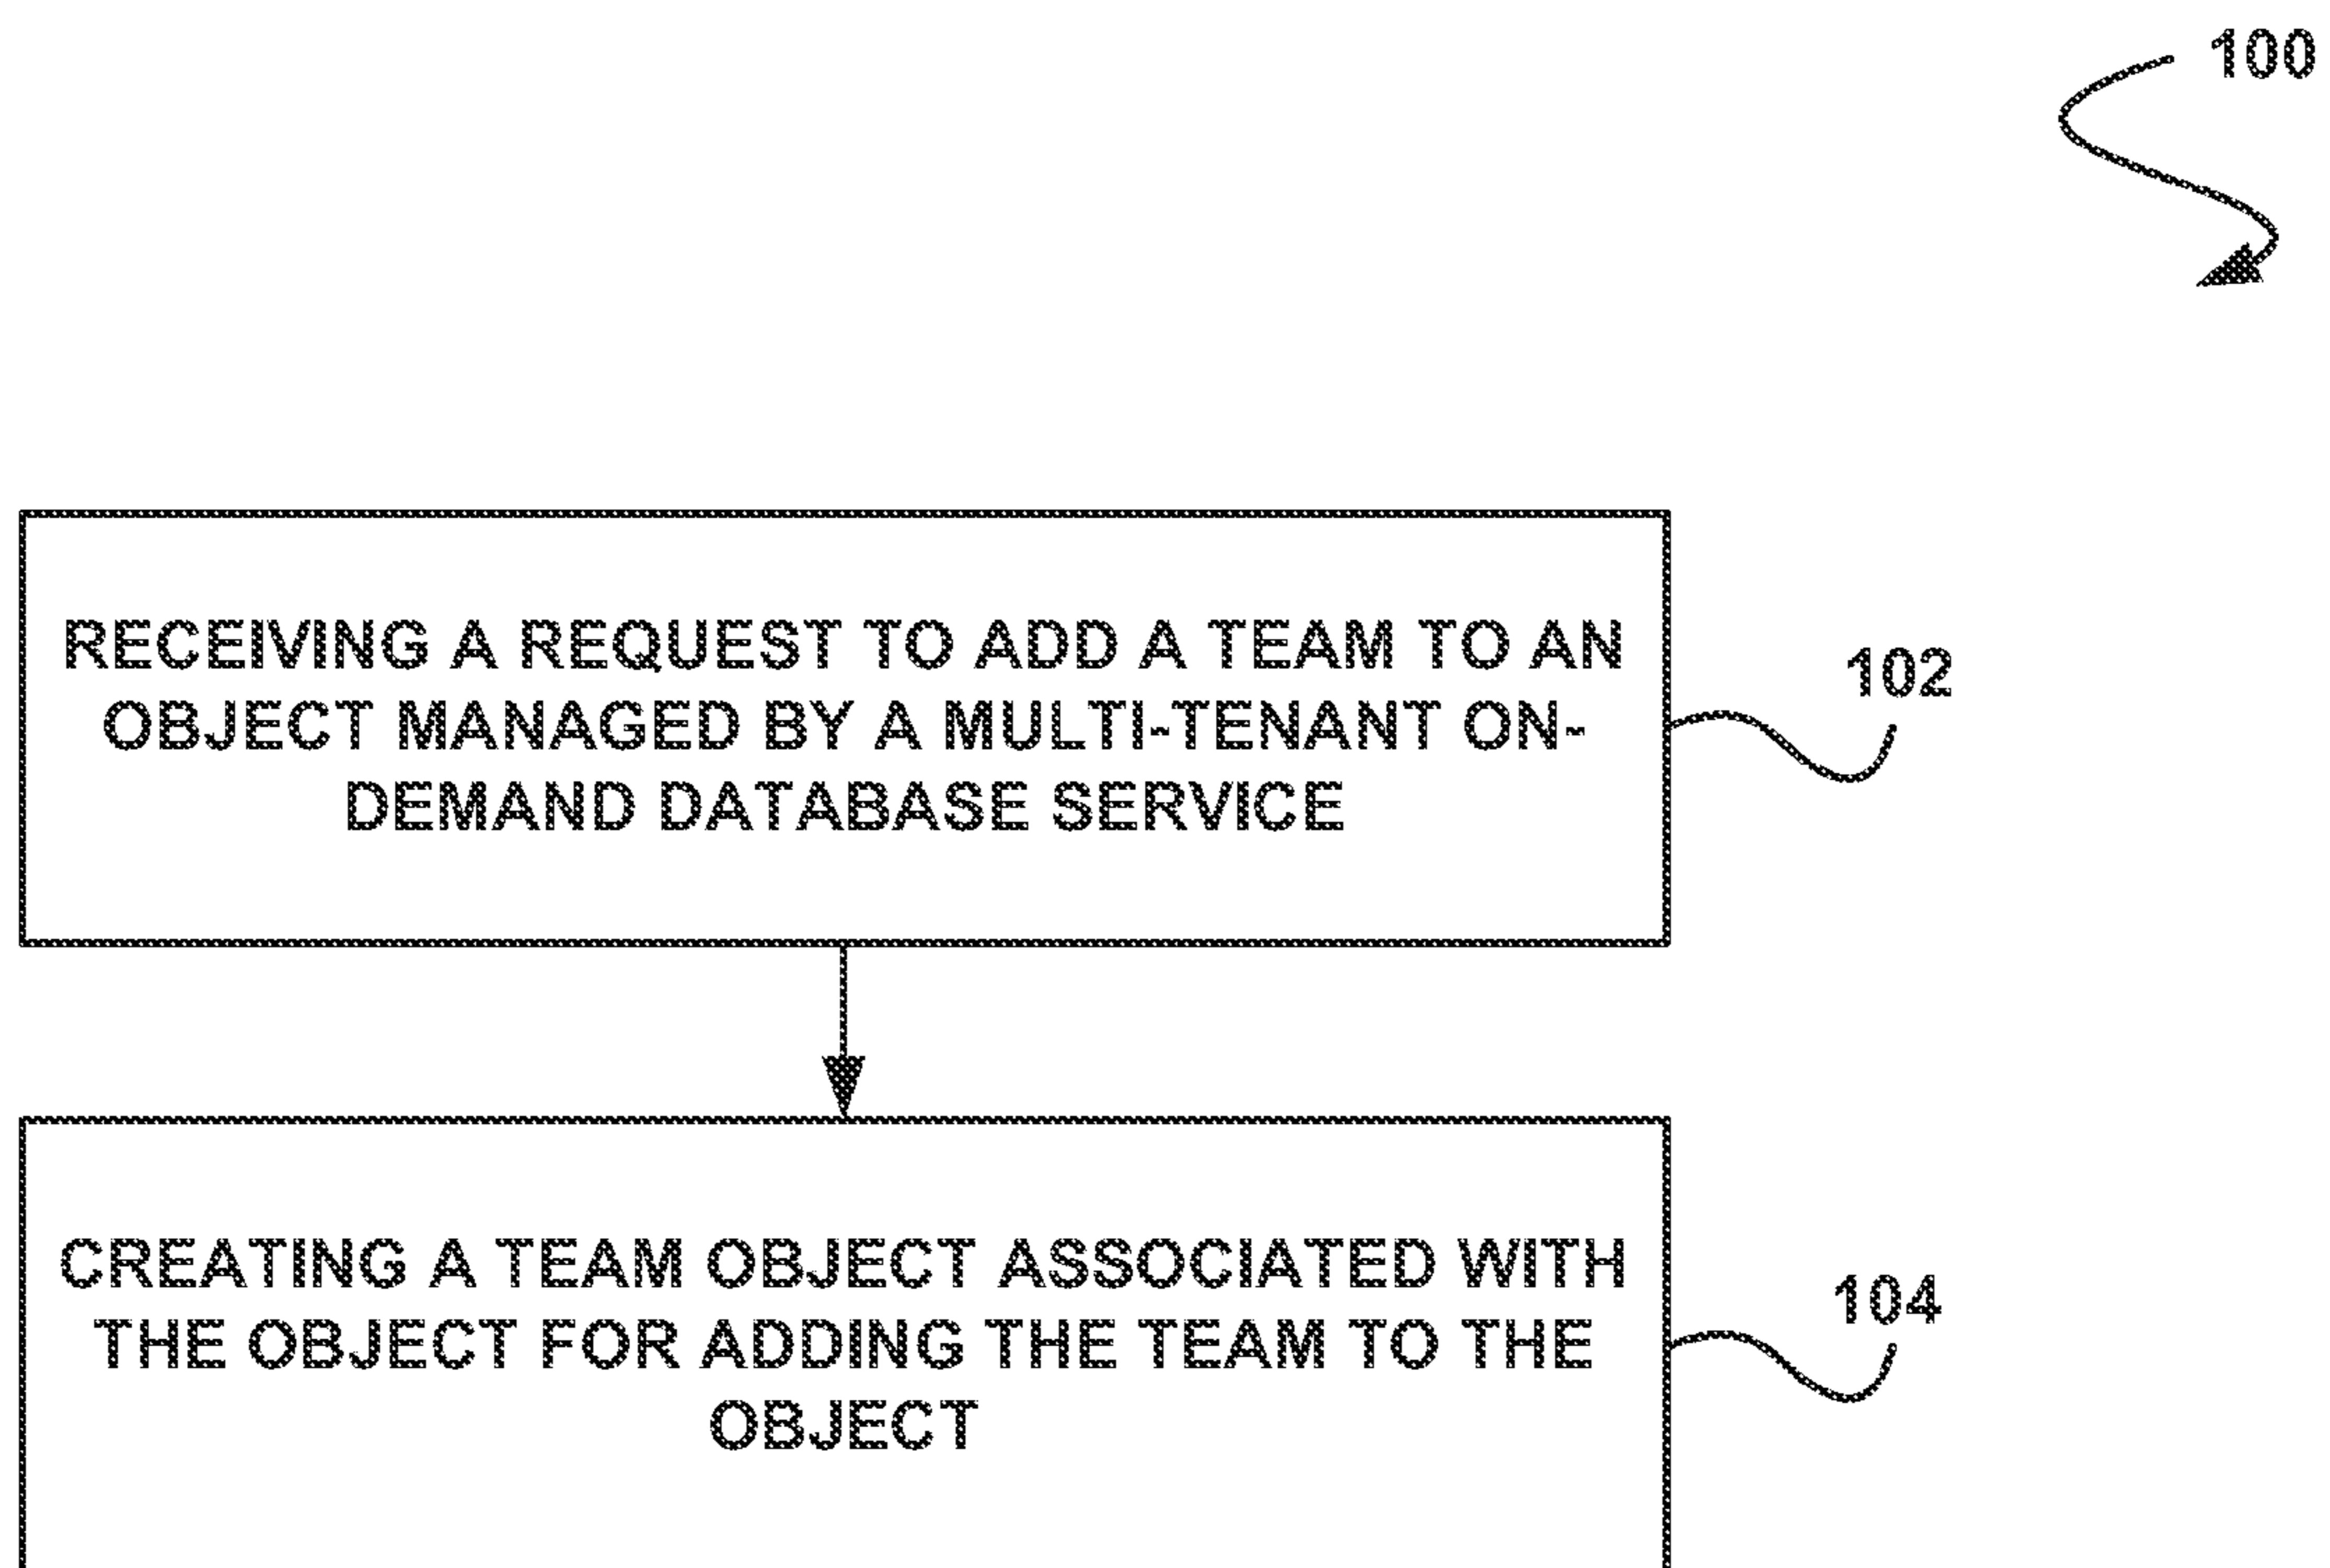 100
RECEIVING A REQUEST TO ADD A TEAM TO AN
OBJECT MANAGED BY A MULTI-TENANT ON-
DEMAND DATABASE SERVICE
102
CREATING A TEAM OBJECT ASSOCIATED WITH
THE OBJECT FOR ADDING THE TEAM TO THE
OBJECT
104